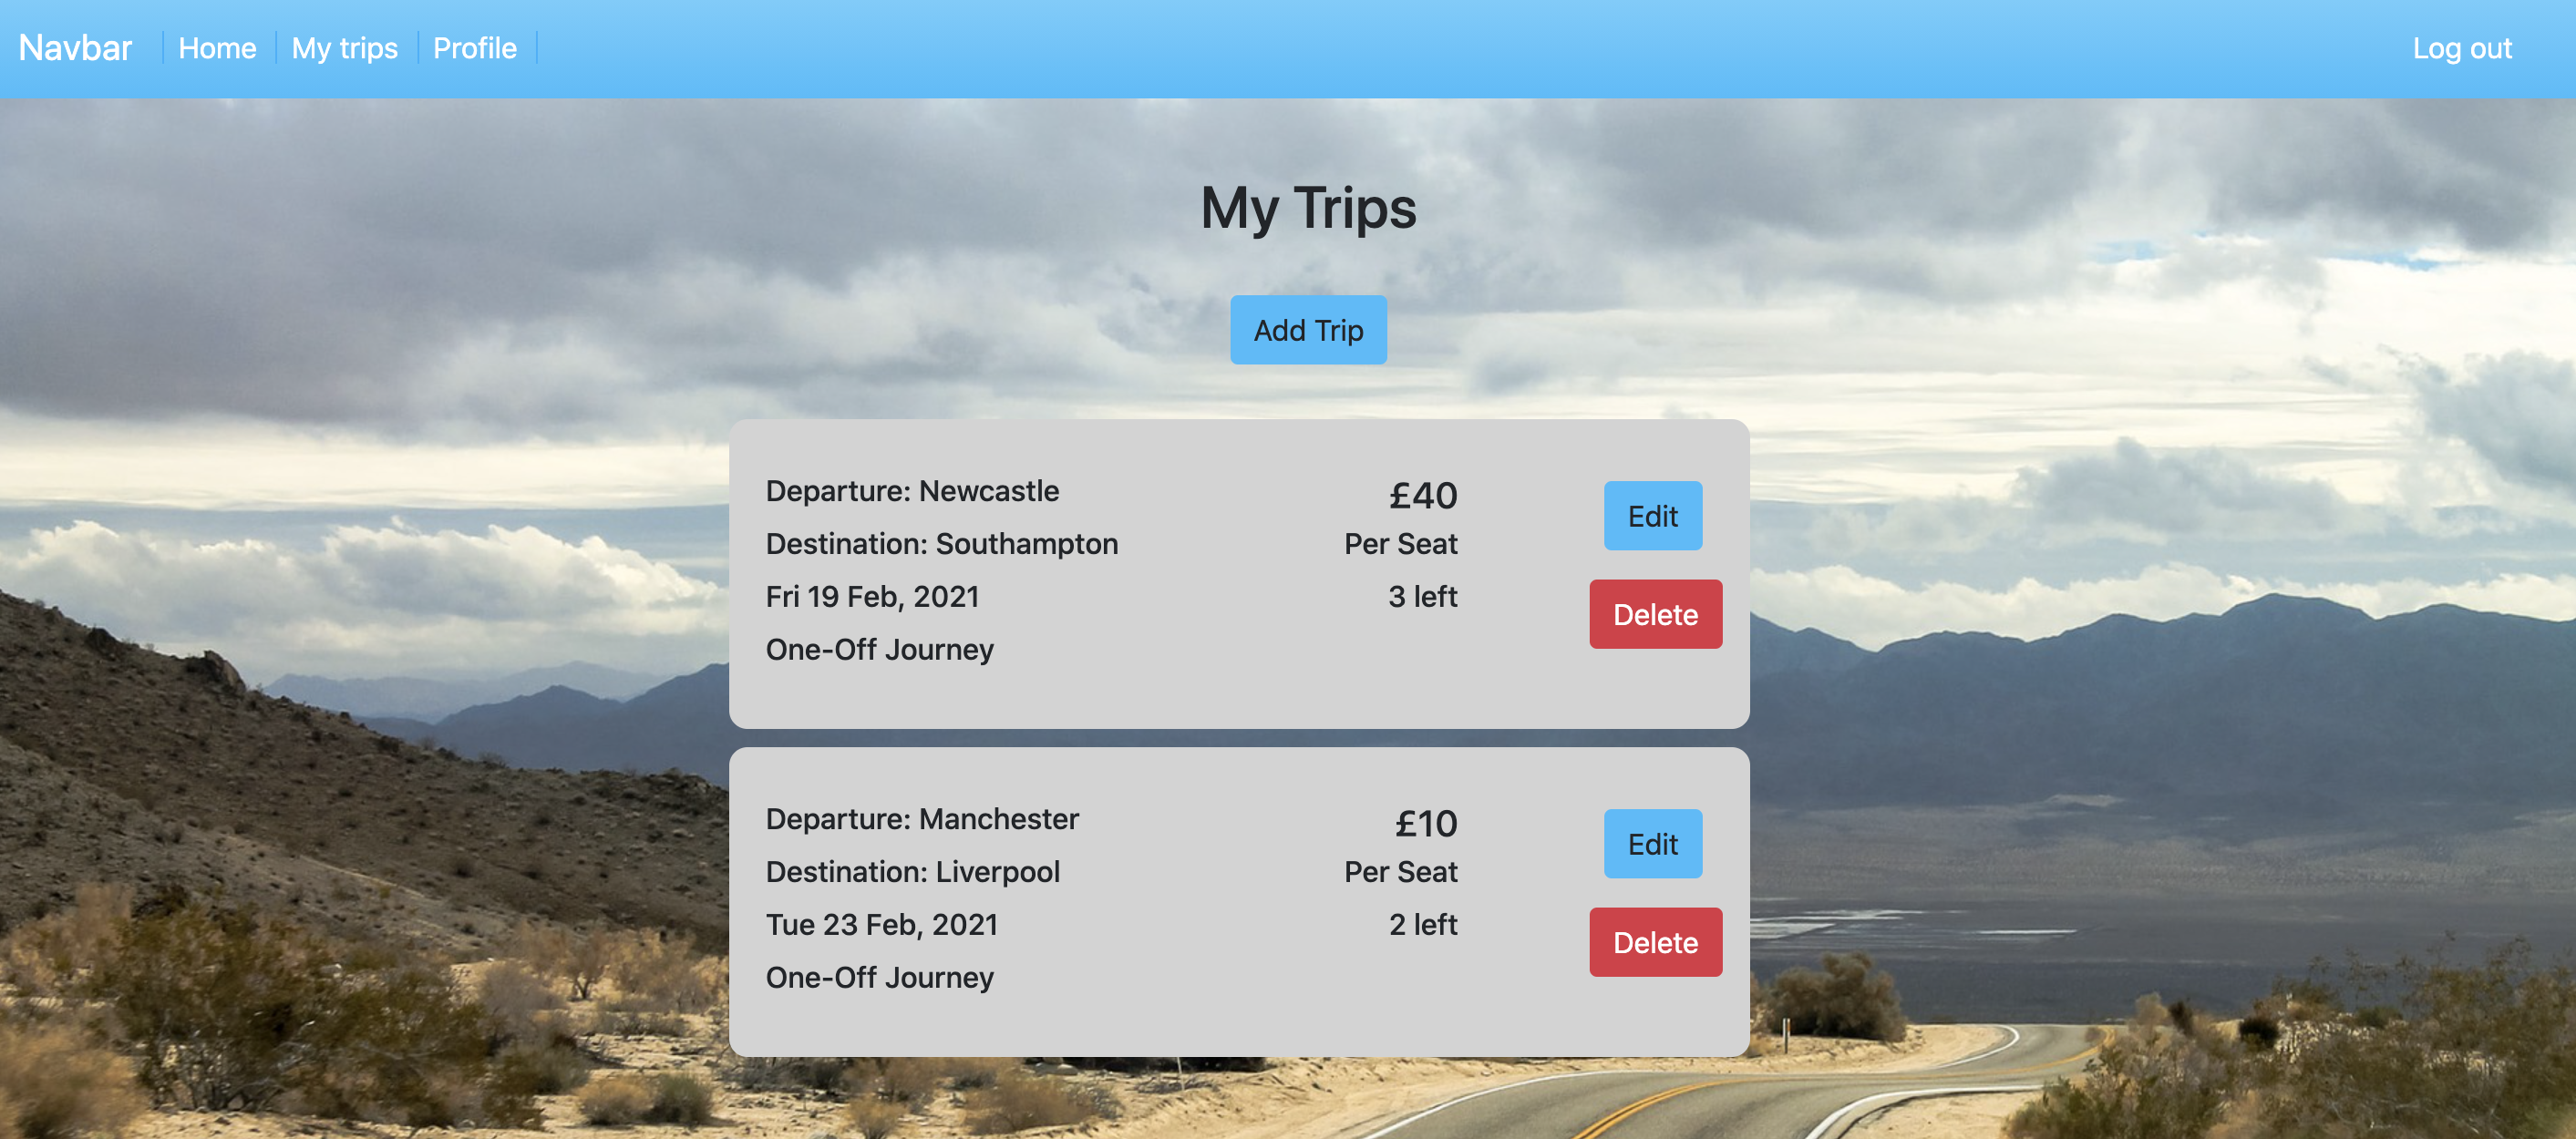 Navbar Home My trips Profile Log out
My Trips
Add Trip
Departure: Newcastle
Destination: Southampton
Fri 19 Feb, 2021
One-Off Journey
£40
Per Seat
3 left
Edit
Delete
Departure: Manchester
Destination: Liverpool
Tue 23 Feb, 2021
One-Off Journey
£10
Per Seat
2 left
Edit
Delete